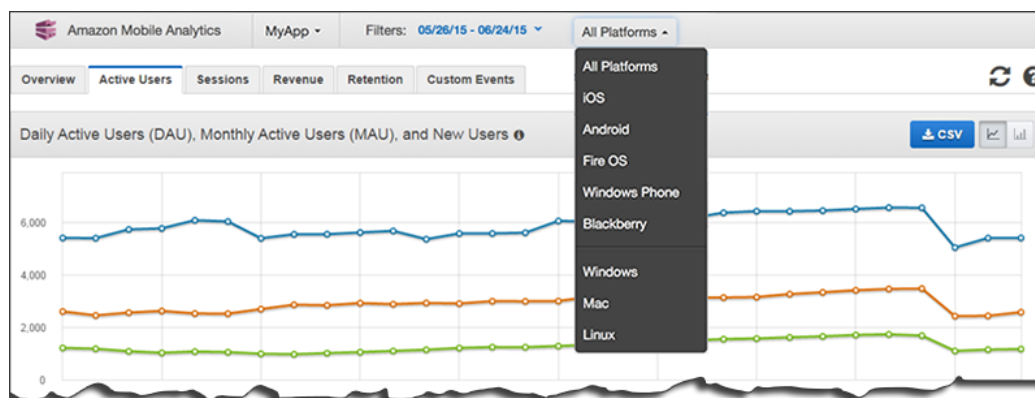 Amazon Mobile Analytics MyApp Filters: 05/26/15 - 06/24/15 All Platforms
Overview Active Users Sessions Revenue Retention Custom Events
All Platforms
iOS
Android
Fire OS
Windows Phone
Blackberry
Windows
Mac
Linux
Daily Active Users (DAU), Monthly Active Users (MAU), and New Users
CSV
6,000
4,000
2,000
0